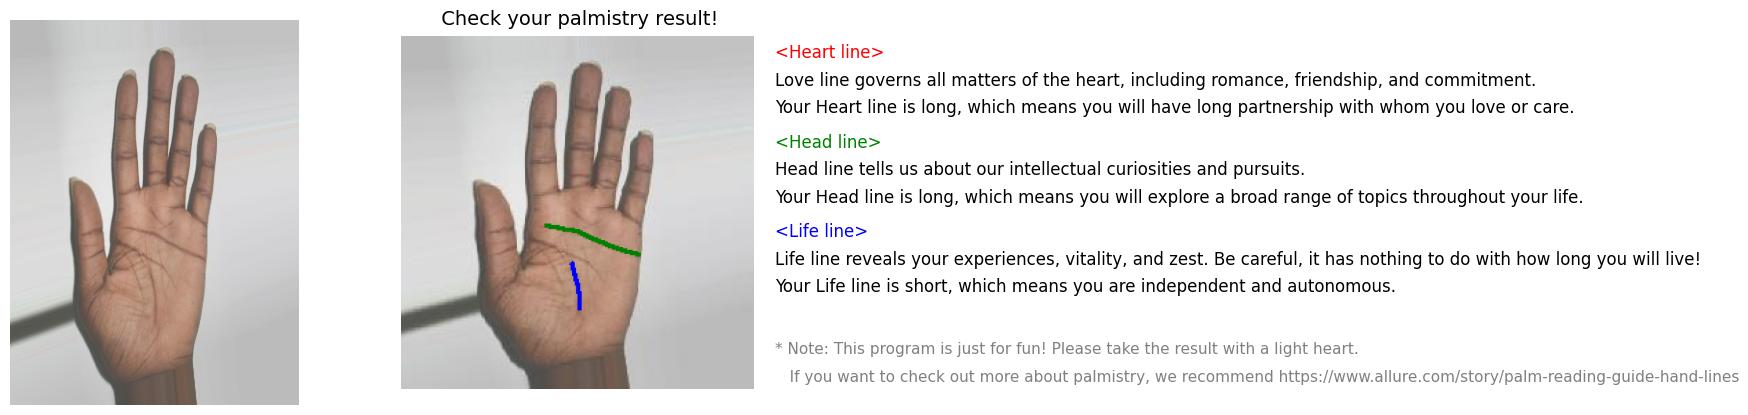 Check your palmistry result!
<Heart line>
Love line governs all matters of the heart, including romance, friendship, and commitment.
Your Heart line is long, which means you will have long partnership with whom you love or care.
<Head line>
Head line tells us about our intellectual curiosities and pursuits.
Your Head line is long, which means you will explore a broad range of topics throughout your life.
<Life line>
Life line reveals your experiences, vitality, and zest. Be careful, it has nothing to do with how long you will live!
Your Life line is short, which means you are independent and autonomous.
* Note: This program is just for fun! Please take the result with a light heart.
If you want to check out more about palmistry, we recommend https://www.allure.com/story/palm-reading-guide-hand-lines